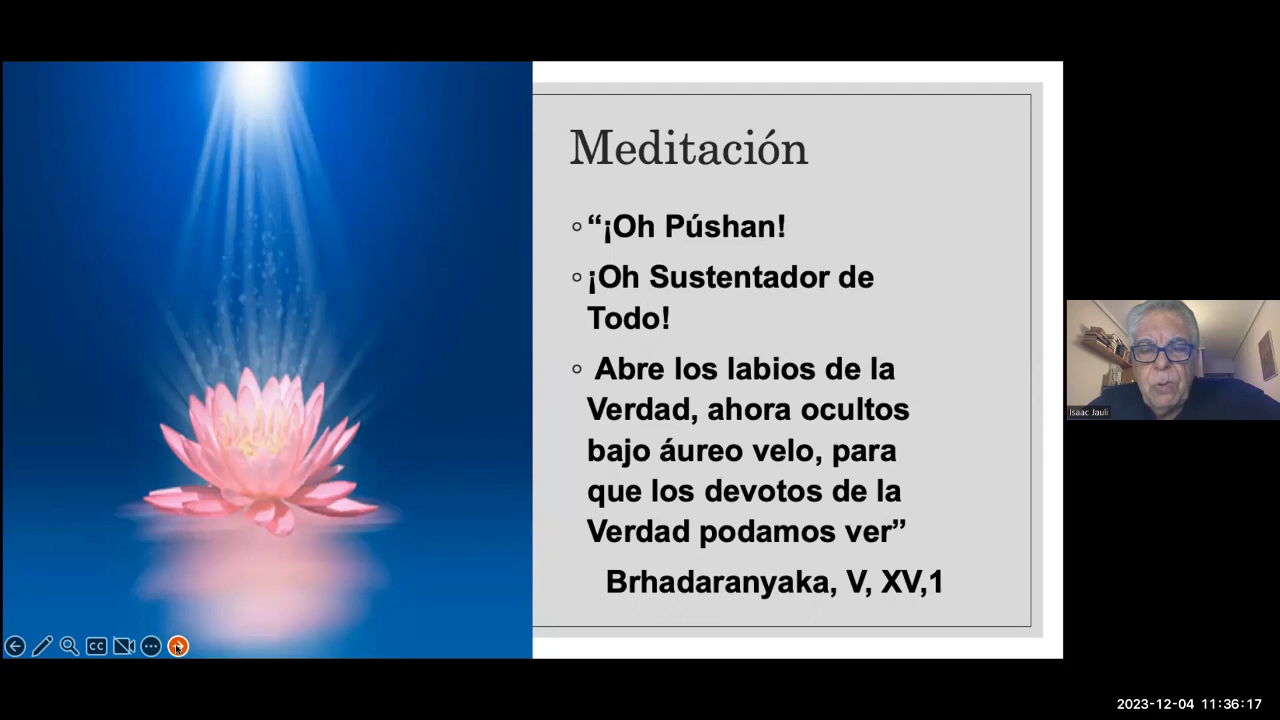 Meditación
“¡Oh Púshan!
¡Oh Sustentador de
Todo!
Abre los labios de la
Verdad, ahora ocultos
bajo áureo velo, para
que los devotos de la
Verdad podamos ver”
Brhadaranyaka, V, XV,1
CC
Isaac Jauli
2023-12-04 11:36:17